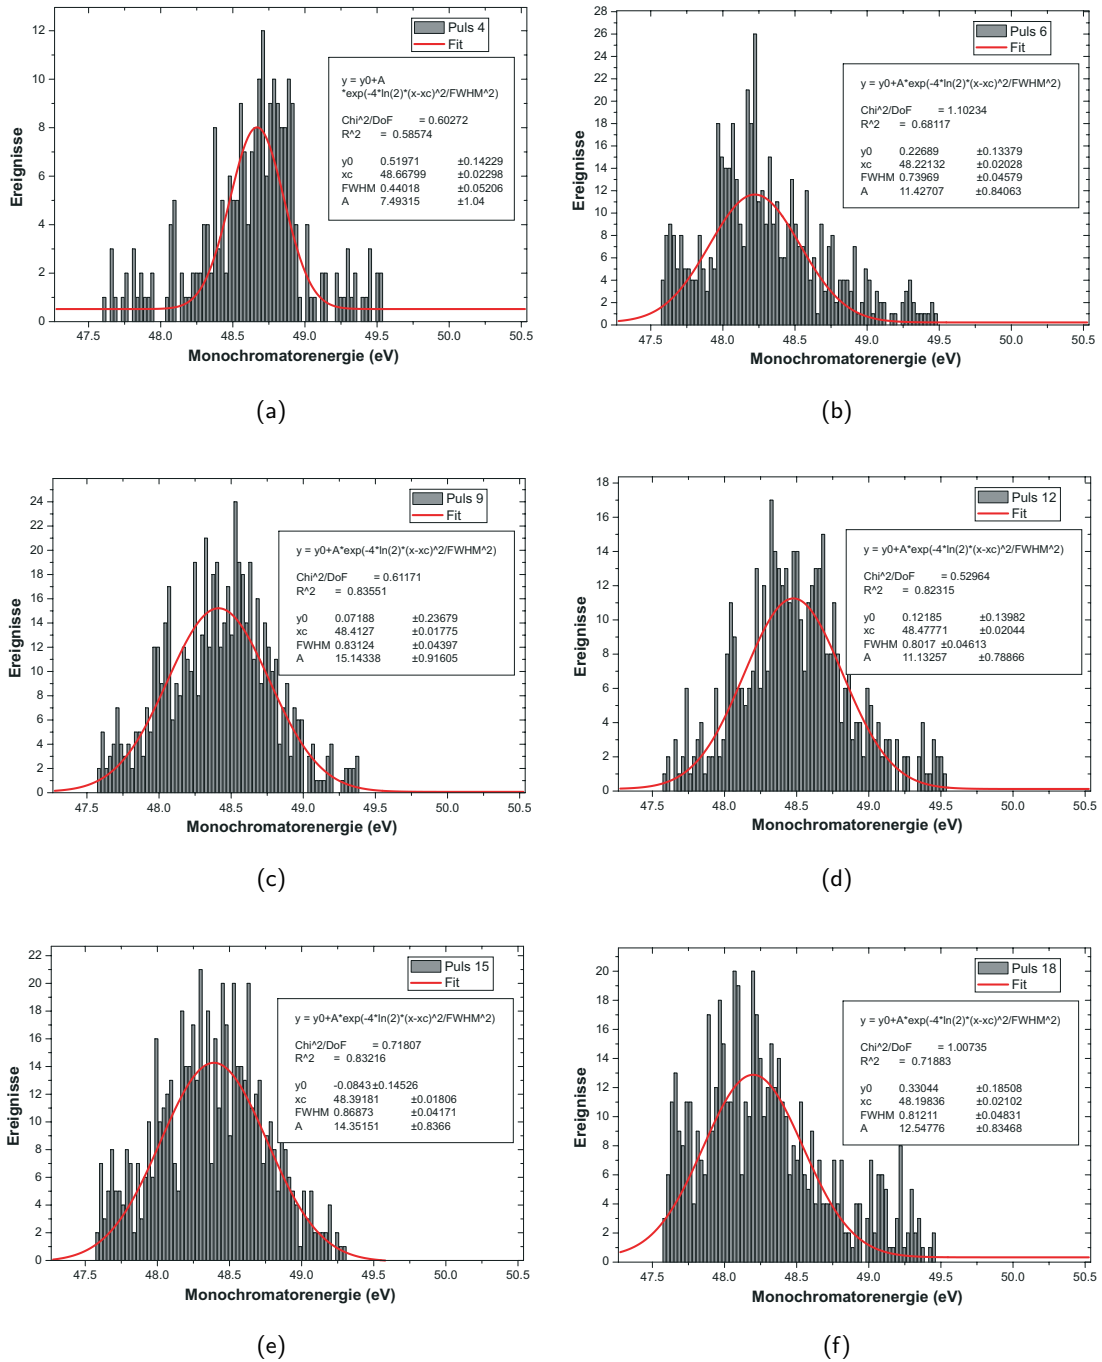 Puls 4
Fit
y = y0+A
*exp(-4*ln(2)*(x-xc)^2/FWHM^2)
Chi^2/DoF = 0.60272
R^2 = 0.58574
y0 0.51971 ±0.14229
xc 48.66799 ±0.02298
FWHM 0.44018 ±0.05206
A 7.49315 ±1.04
Ereignisse
12
10
8
6
4
2
0
47.5 48.0 48.5 49.0 49.5 50.0 50.5
Monochromatorenergie (eV)
(a)
Puls 6
Fit
y = y0+A*exp(-4*ln(2)*(x-xc)^2/FWHM^2)
Chi^2/DoF = 1.10234
R^2 = 0.68117
y0 0.22689 ±0.13379
xc 48.22132 ±0.02028
FWHM 0.73969 ±0.04579
A 11.42707 ±0.84063
Ereignisse
28
26
24
22
20
18
16
14
12
10
8
6
4
2
0
47.5 48.0 48.5 49.0 49.5 50.0 50.5
Monochromatorenergie (eV)
(b)
Puls 9
Fit
y = y0+A*exp(-4*ln(2)*(x-xc)^2/FWHM^2)
Chi^2/DoF = 0.61171
R^2 = 0.83551
y0 0.07188 ±0.23679
xc 48.4127 ±0.01775
FWHM 0.83124 ±0.04397
A 15.14338 ±0.91605
Ereignisse
24
22
20
18
16
14
12
10
8
6
4
2
0
47.5 48.0 48.5 49.0 49.5 50.0 50.5
Monochromatorenergie (eV)
(c)
Puls 12
Fit
y = y0+A*exp(-4*ln(2)*(x-xc)^2/FWHM^2)
Chi^2/DoF = 0.52964
R^2 = 0.82315
y0 0.12185 ±0.13982
xc 48.47771 ±0.02044
FWHM 0.8017 ±0.04613
A 11.13257 ±0.78866
Ereignisse
18
16
14
12
10
8
6
4
2
0
47.5 48.0 48.5 49.0 49.5 50.0 50.5
Monochromatorenergie (eV)
(d)
Puls 15
Fit
y = y0+A*exp(-4*ln(2)*(x-xc)^2/FWHM^2)
Chi^2/DoF = 0.71807
R^2 = 0.83216
y0 -0.0843 ±0.14526
xc 48.39181 ±0.01806
FWHM 0.86873 ±0.04171
A 14.35151 ±0.8366
Ereignisse
22
20
18
16
14
12
10
8
6
4
2
0
47.5 48.0 48.5 49.0 49.5 50.0 50.5
Monochromatorenergie (eV)
(e)
Puls 18
Fit
y = y0+A*exp(-4*ln(2)*(x-xc)^2/FWHM^2)
Chi^2/DoF = 1.00735
R^2 = 0.71883
y0 0.33044 ±0.18508
xc 48.19836 ±0.02102
FWHM 0.81211 ±0.04831
A 12.54776 ±0.83468
Ereignisse
20
18
16
14
12
10
8
6
4
2
0
47.5 48.0 48.5 49.0 49.5 50.0 50.5
Monochromatorenergie (eV)
(f)